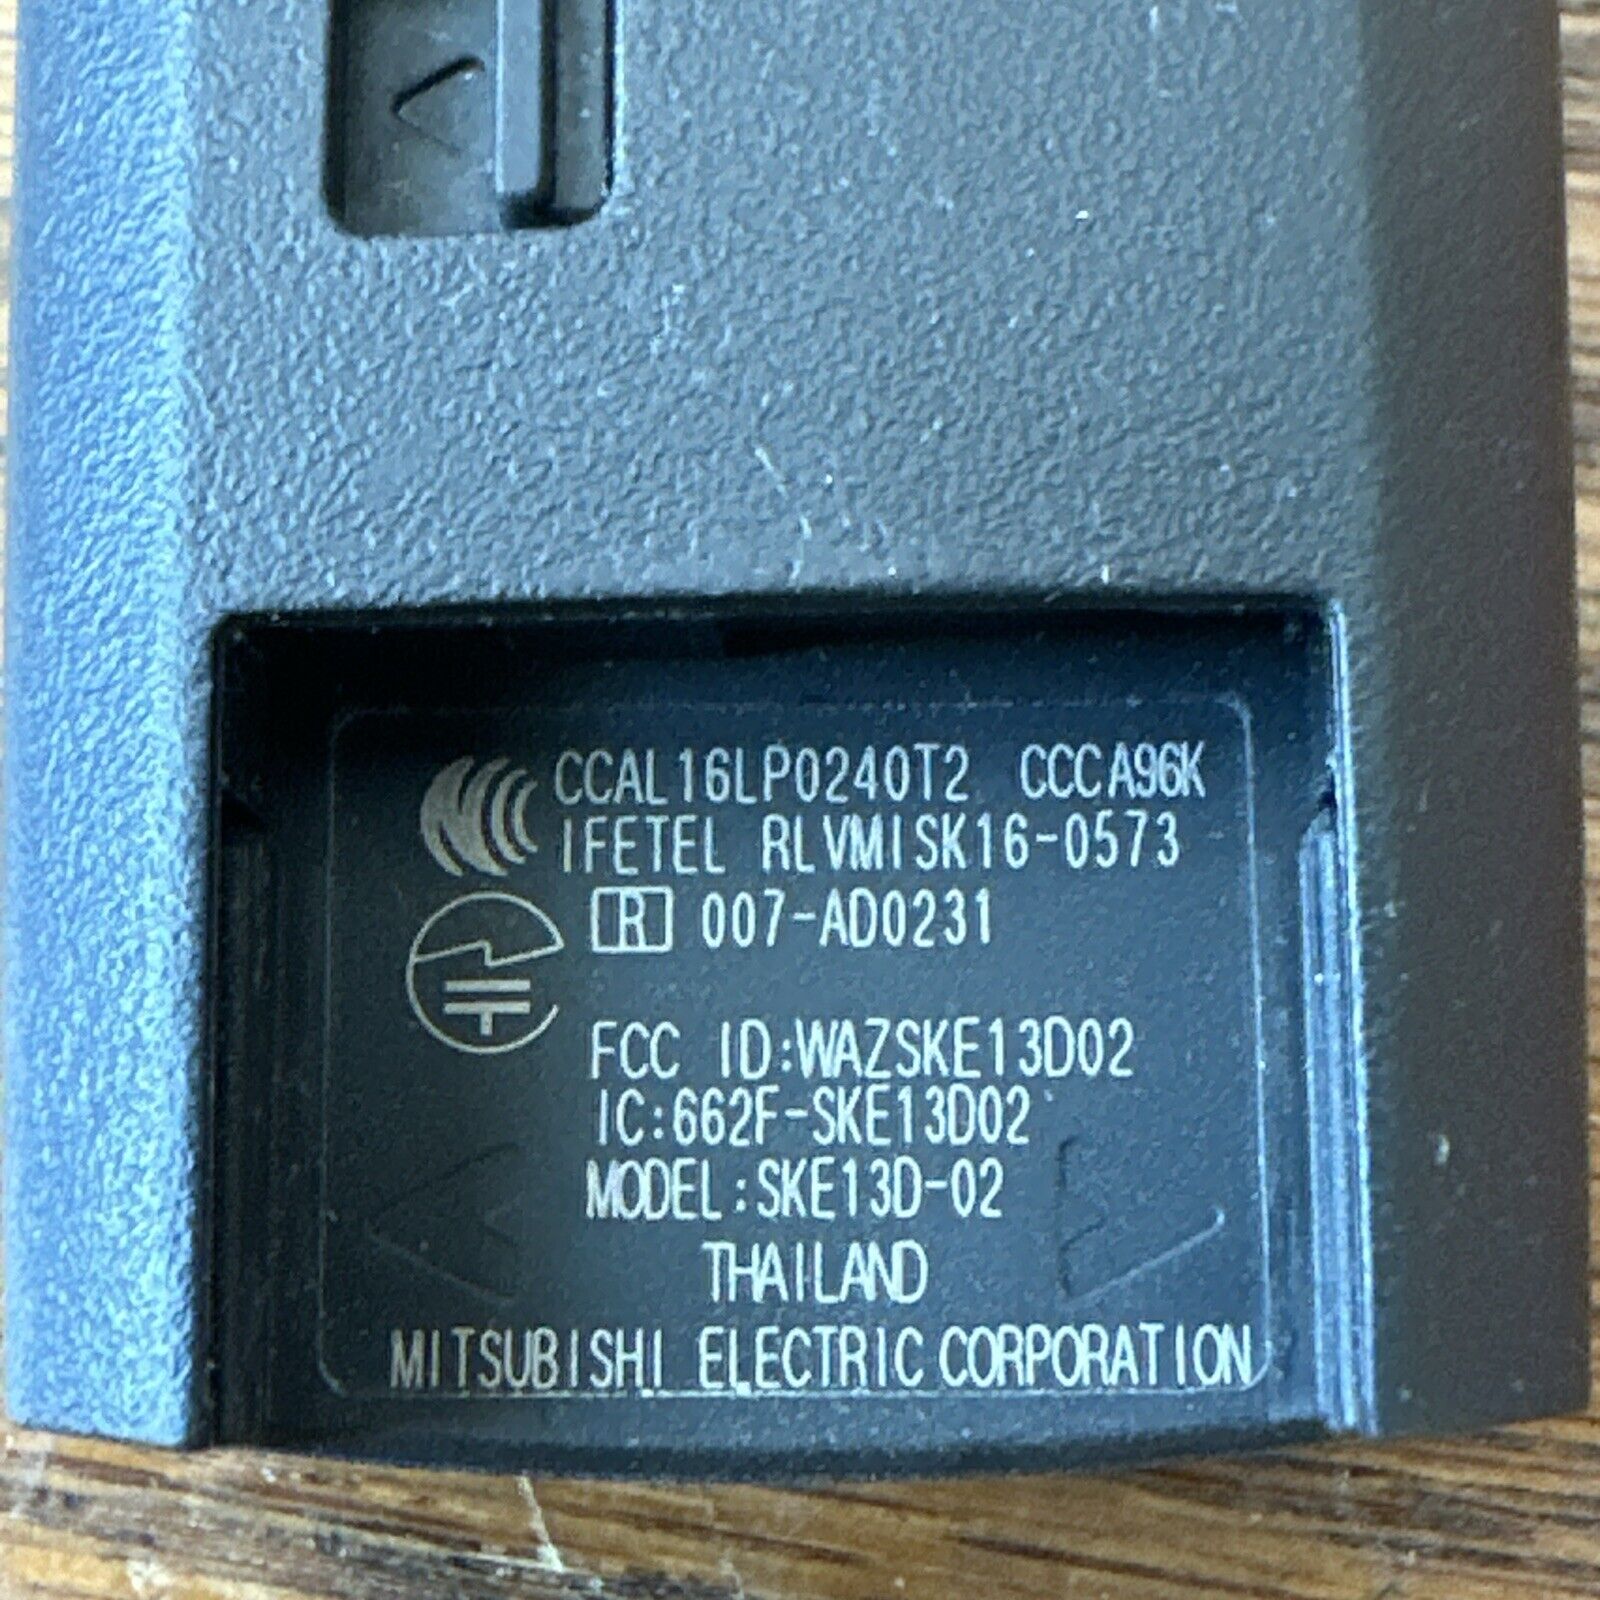 CCAL16LP0240T2 CCCA96K
IFETEL RLVMISK16-0573
R 007-AD0231
FCC ID:WAZSKE13D02
IC:662F-SKE13D02
MODEL:SKE13D-02
THAILAND
MITSUBISHI ELECTRIC CORPORATION